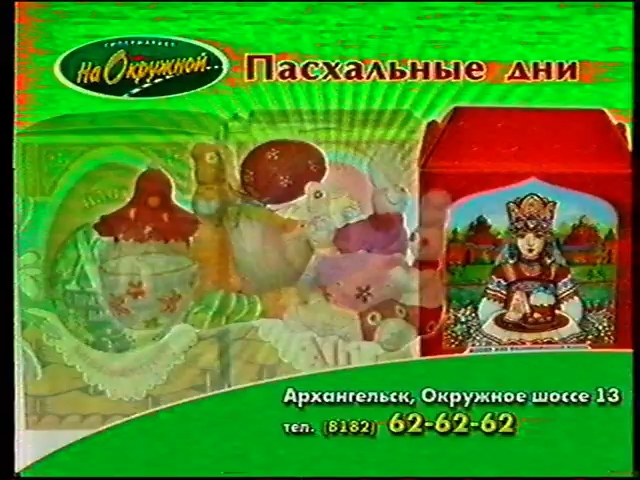 ГИПЕРМАРКЕТ
На Окружной..
Пасхальные дни
Архангельск, Окружное шоссе 13
тел. (8182) 62-62-62